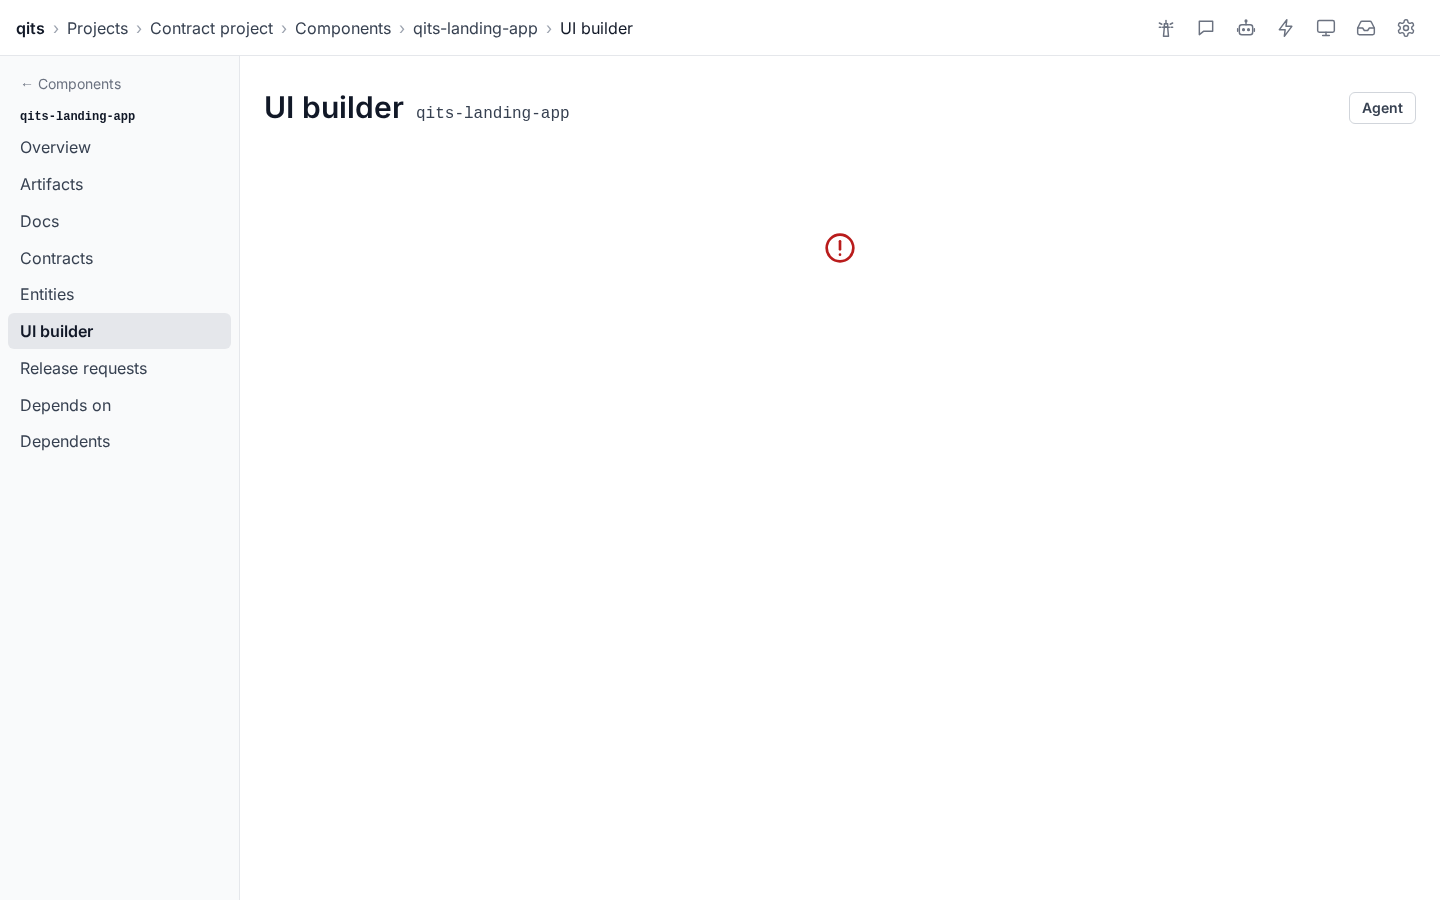 qits › Projects › Contract project › Components › qits-landing-app › UI builder
← Components
qits-landing-app
Overview
Artifacts
Docs
Contracts
Entities
UI builder
Release requests
Depends on
Dependents
UI builder qits-landing-app
Agent